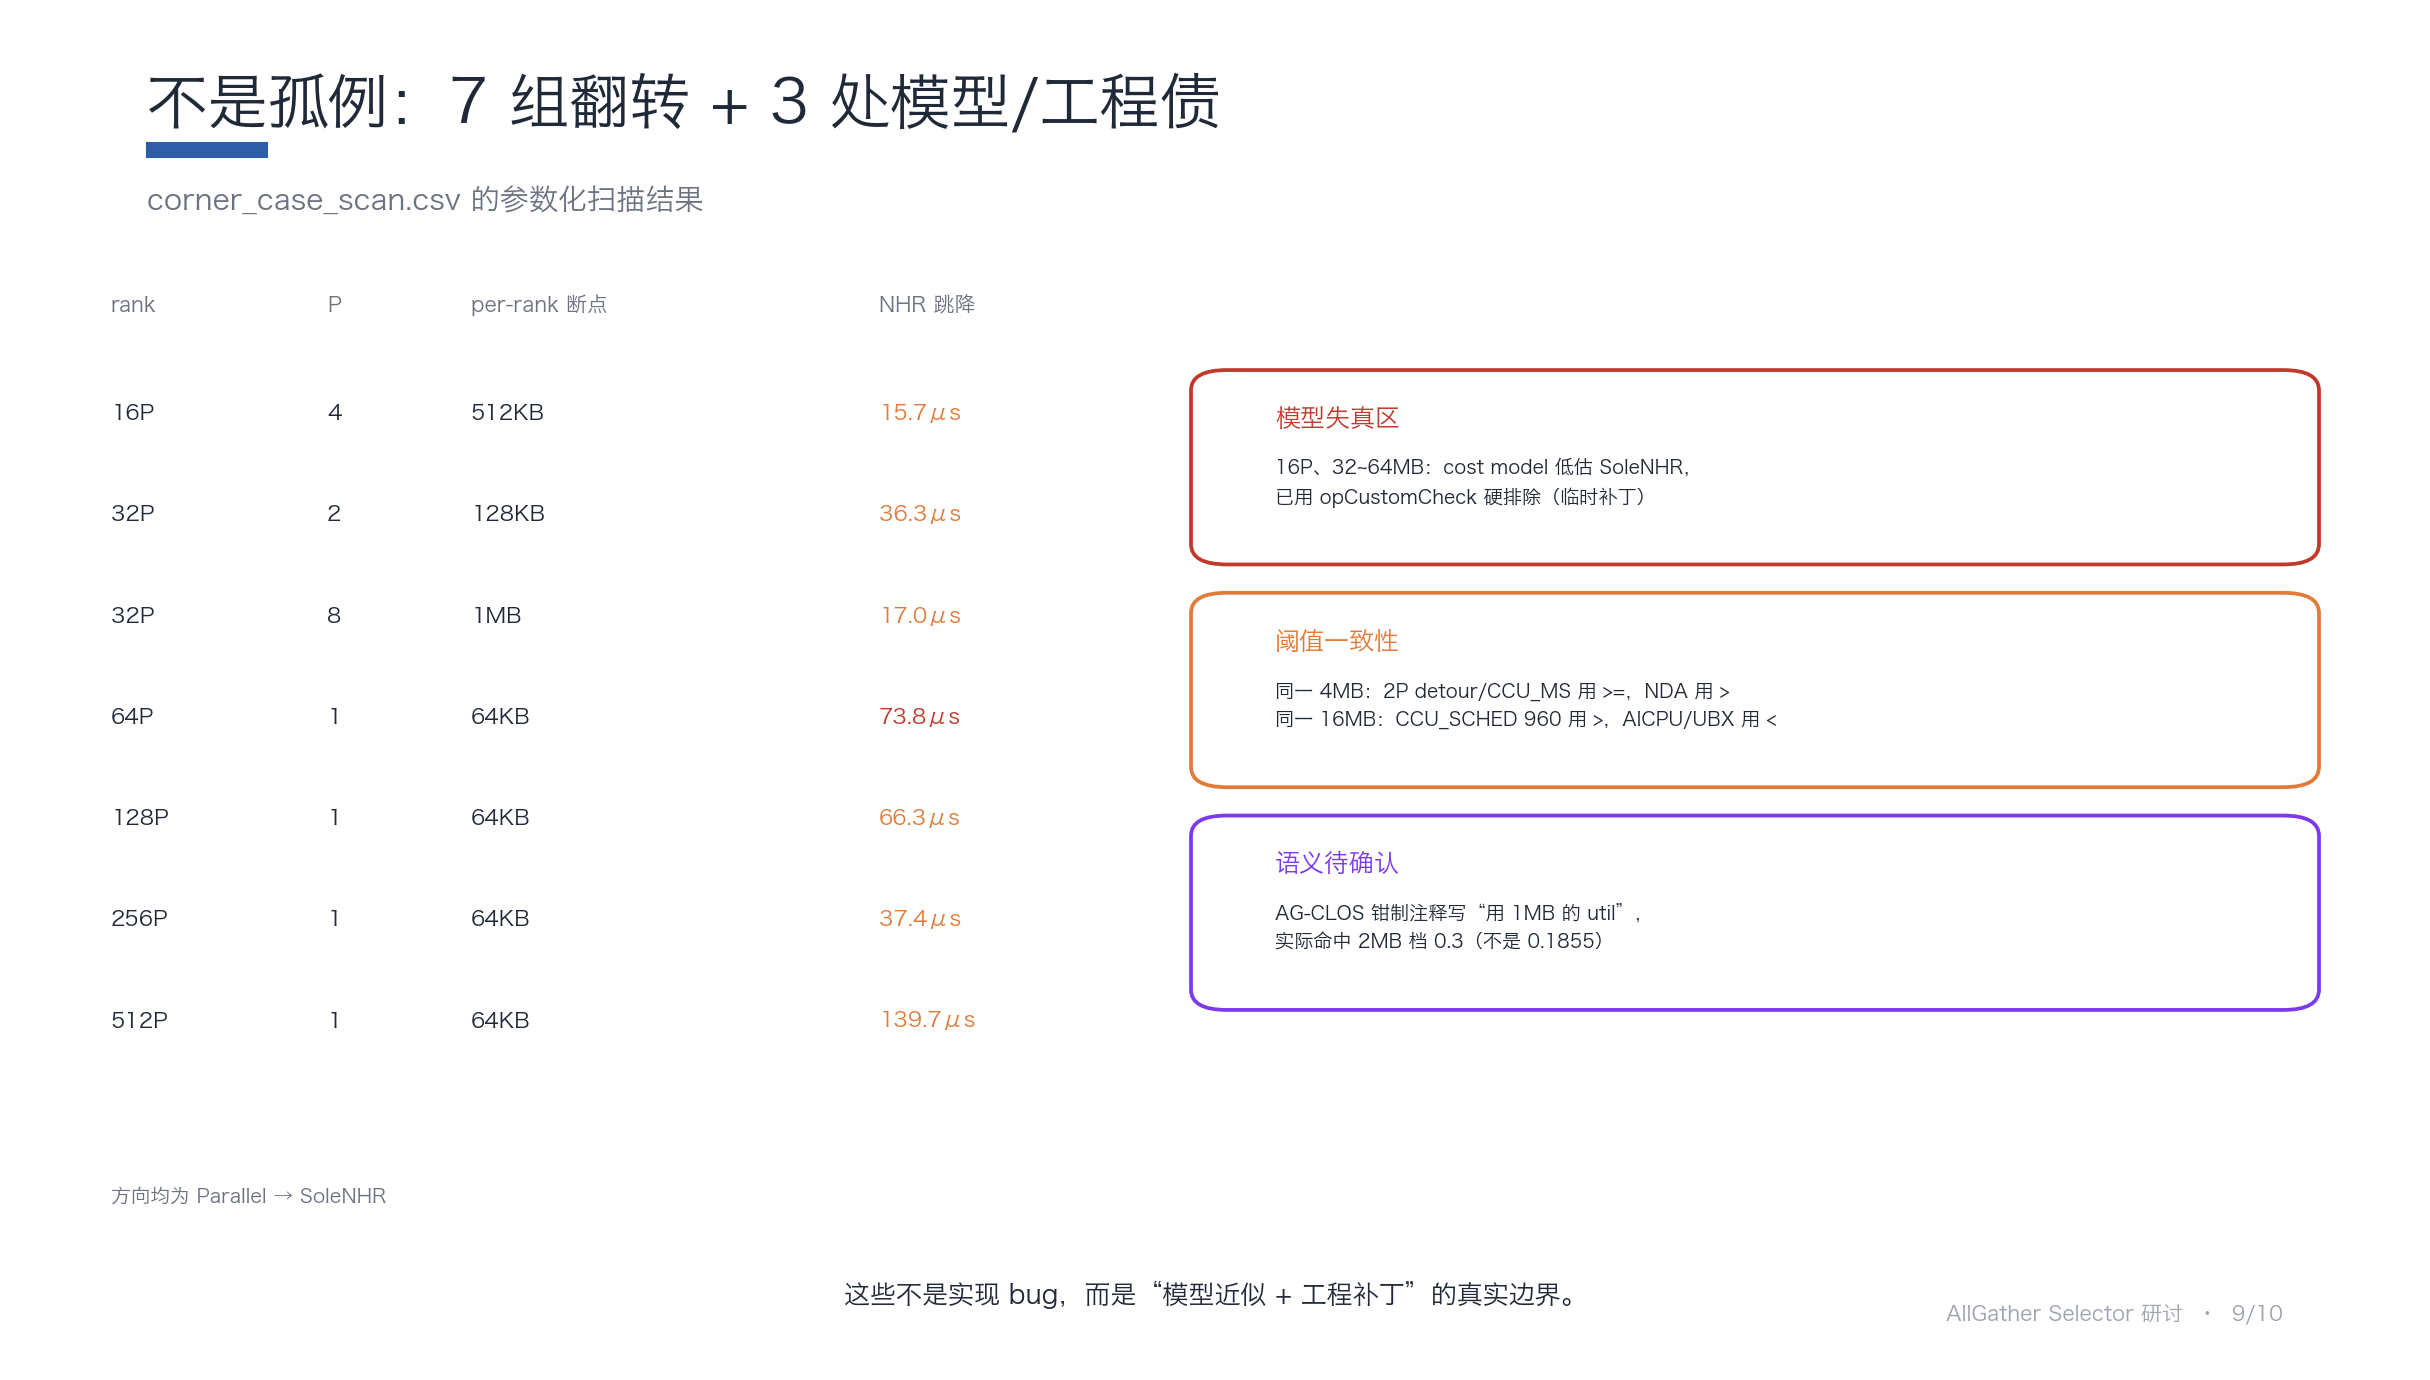 不是孤例：7 组翻转 + 3 处模型/工程债
corner_case_scan.csv 的参数化扫描结果
rank P per-rank 断点 NHR 跳降
16P 4 512KB 15.7μs
32P 2 128KB 36.3μs
32P 8 1MB 17.0μs
64P 1 64KB 73.8μs
128P 1 64KB 66.3μs
256P 1 64KB 37.4μs
512P 1 64KB 139.7μs
方向均为 Parallel → SoleNHR
模型失真区
16P、32~64MB：cost model 低估 SoleNHR，
已用 opCustomCheck 硬排除（临时补丁）
阈值一致性
同一 4MB：2P detour/CCU_MS 用 >=，NDA 用 >
同一 16MB：CCU_SCHED 960 用 >，AICPU/UBX 用 <
语义待确认
AG-CLOS 钳制注释写“用 1MB 的 util”，
实际命中 2MB 档 0.3（不是 0.1855）
这些不是实现 bug，而是“模型近似 + 工程补丁”的真实边界。
AllGather Selector 研讨 · 9/10